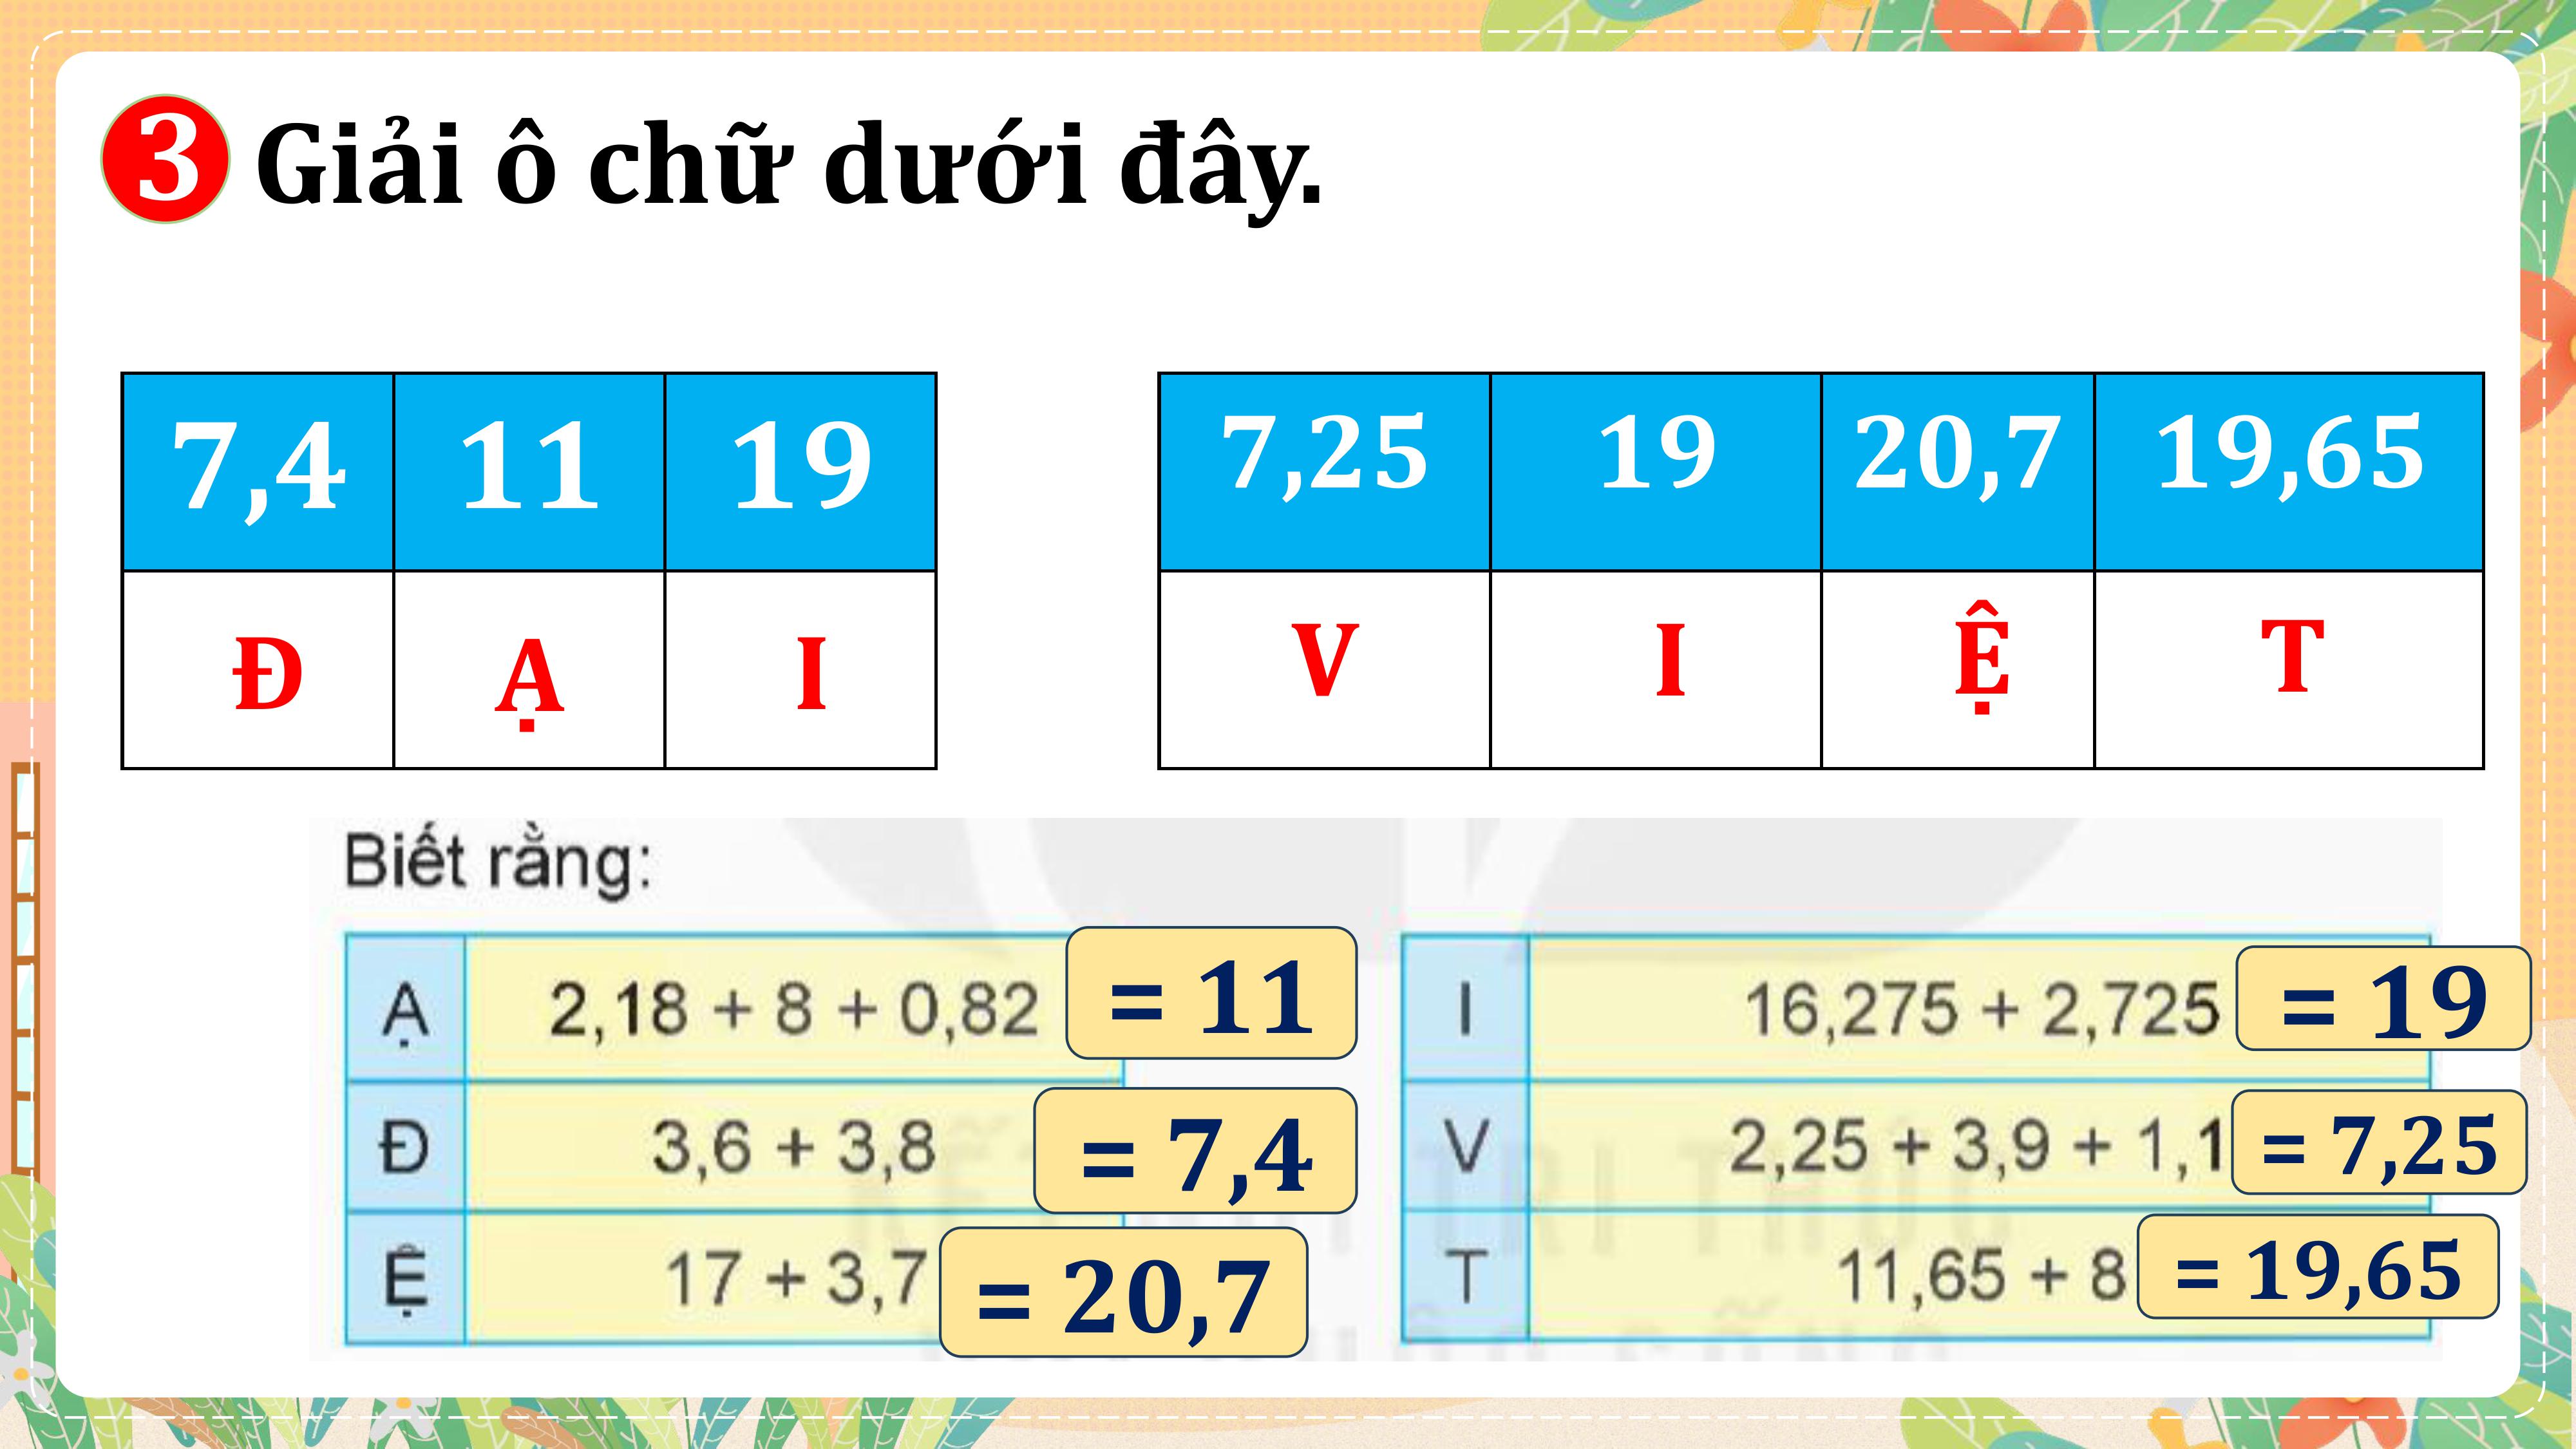 3 Giải ô chữ dưới đây.
7,4 11 19
Đ Ạ I
7,25 19 20,7 19,65
V I Ệ T
Biết rằng:
Ạ 2,18 + 8 + 0,82 = 11
Đ 3,6 + 3,8 = 7,4
Ệ 17 + 3,7 = 20,7
I 16,275 + 2,725 = 19
V 2,25 + 3,9 + 1,1 = 7,25
T 11,65 + 8 = 19,65